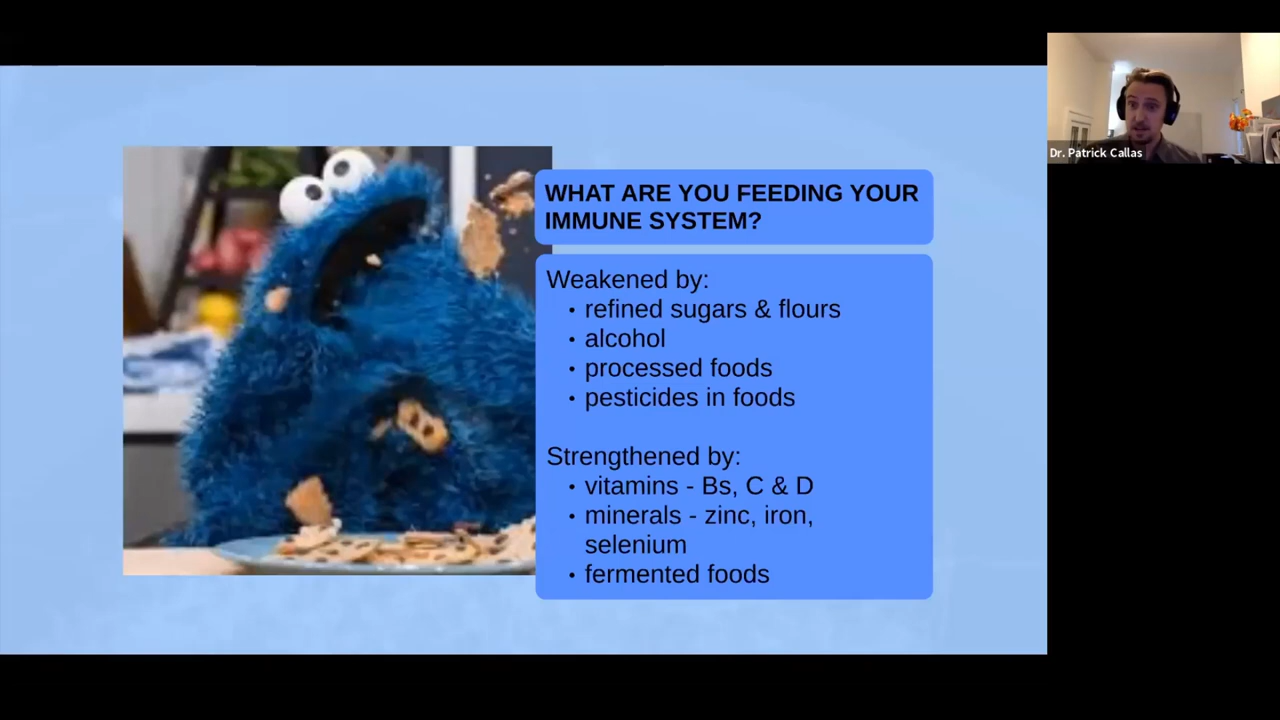 WHAT ARE YOU FEEDING YOUR
IMMUNE SYSTEM?
Weakened by:
• refined sugars & flours
• alcohol
• processed foods
• pesticides in foods
Strengthened by:
• vitamins - Bs, C & D
• minerals - zinc, iron,
selenium
• fermented foods
Dr. Patrick Callas